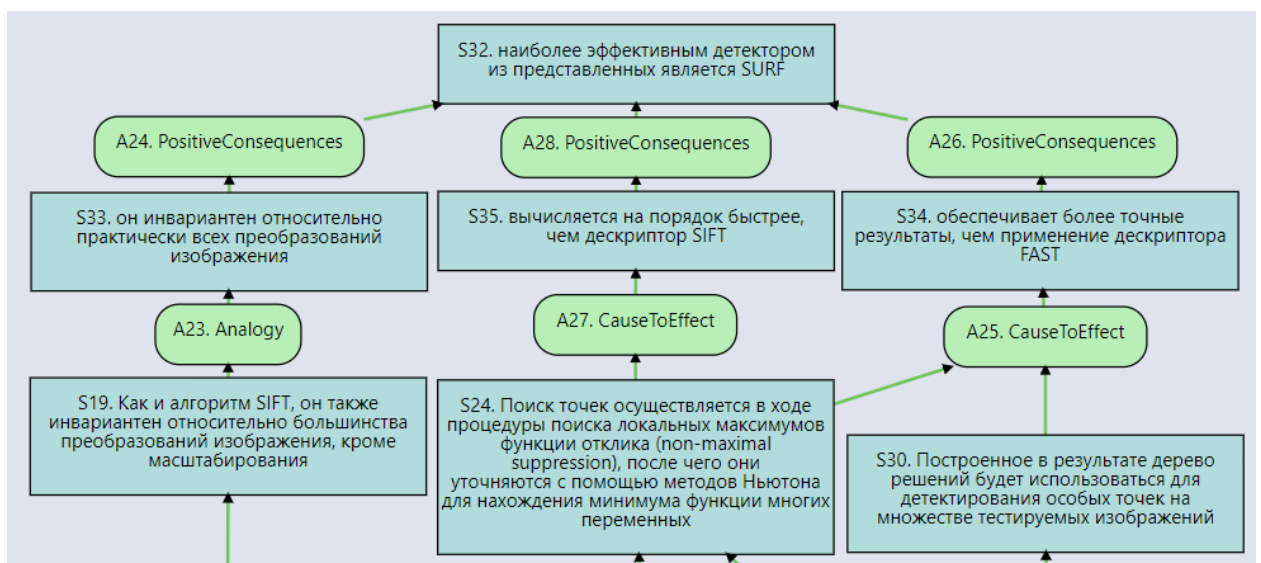 S32. наиболее эффективным детектором
из представленных является SURF
A24. PositiveConsequences
A28. PositiveConsequences
A26. PositiveConsequences
S33. он инвариантен относительно
практически всех преобразований
изображения
S35. вычисляется на порядок быстрее,
чем дескриптор SIFT
S34. обеспечивает более точные
результаты, чем применение дескриптора
FAST
A23. Analogy
A27. CauseToEffect
A25. CauseToEffect
S19. Как и алгоритм SIFT, он также
инвариантен относительно большинства
преобразований изображения, кроме
масштабирования
S24. Поиск точек осуществляется в ходе
процедуры поиска локальных максимумов
функции отклика (non-maximal
suppression), после чего они
уточняются с помощью методов Ньютона
для нахождения минимума функции многих
переменных
S30. Построенное в результате дерево
решений будет использоваться для
детектирования особых точек на
множестве тестируемых изображений